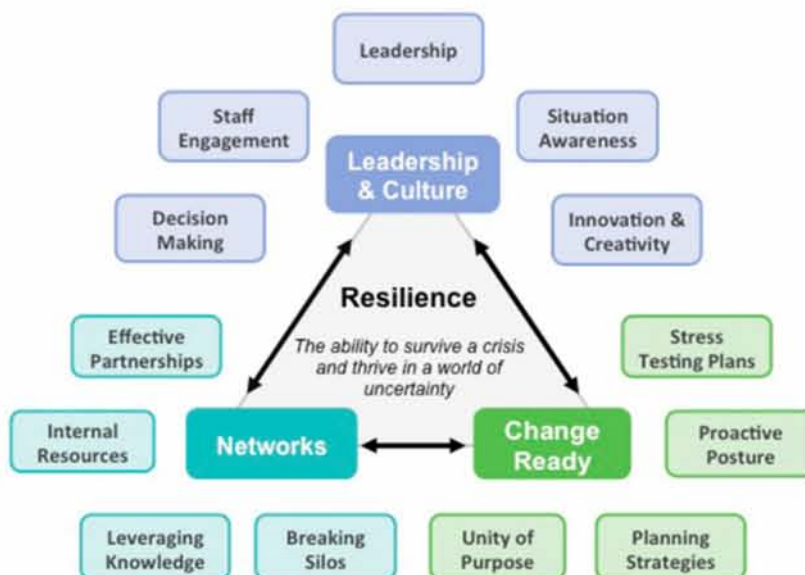 Leadership
Staff
Engagement
Situation
Awareness
Leadership
& Culture
Decision
Making
Innovation &
Creativity
Resilience
The ability to survive a crisis
and thrive in a world of
uncertainty
Effective
Partnerships
Stress
Testing Plans
Internal
Resources
Networks
Change
Ready
Proactive
Posture
Leveraging
Knowledge
Breaking
Silos
Unity of
Purpose
Planning
Strategies